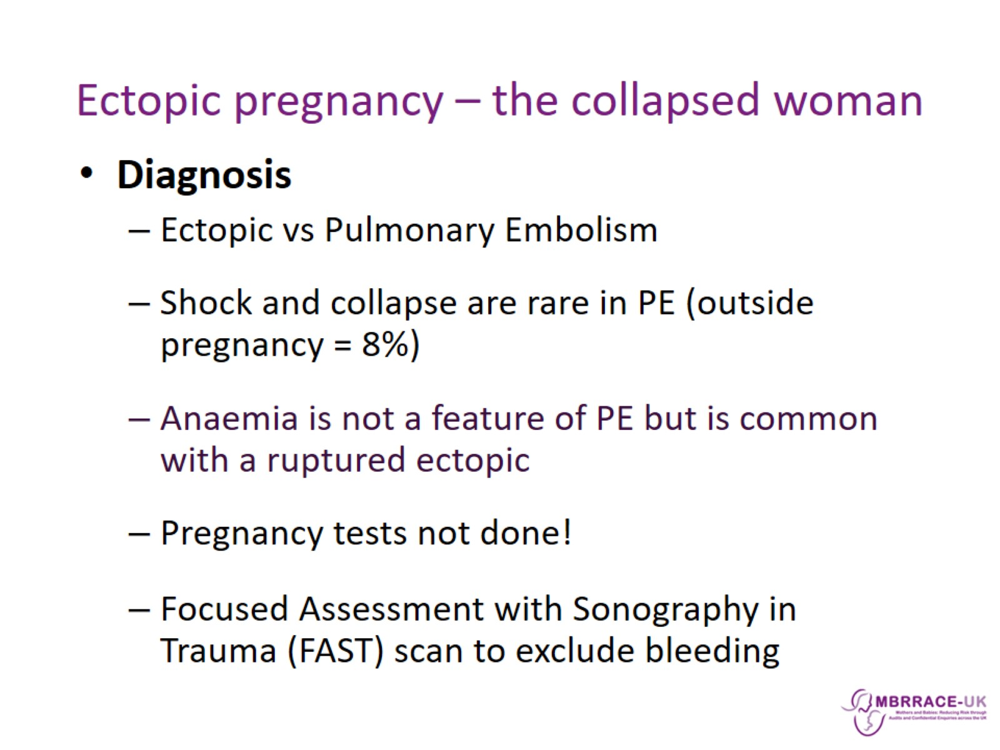 Ectopic pregnancy – the collapsed woman
• Diagnosis
– Ectopic vs Pulmonary Embolism
– Shock and collapse are rare in PE (outside
pregnancy = 8%)
– Anaemia is not a feature of PE but is common
with a ruptured ectopic
– Pregnancy tests not done!
– Focused Assessment with Sonography in
Trauma (FAST) scan to exclude bleeding
MBRRACE-UK
Mothers and Babies: Reducing Risk through
Audits and Confidential Enquiries across the UK